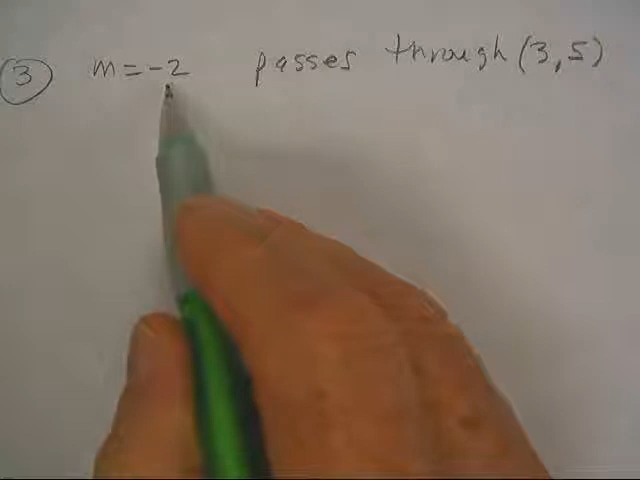 ③ m = -2 passes through (3,5)